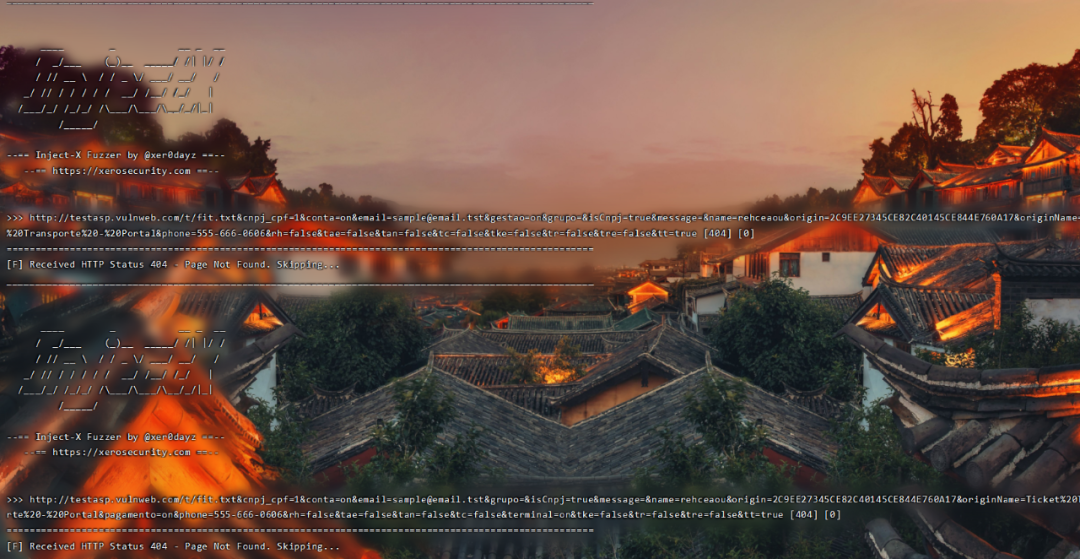 --== Inject-X Fuzzer by @xer0dayz ==--
--== https://xerosecurity.com ==--
>>> http://testasp.vulnweb.com/t/fit.txt&cnpj_cpf=1&conta=on&email=sample@email.tst&gestao=on&grupo=&isCnpj=true&message=&name=rehceaou&origin=2C9EE27345CE82C40145CE844E760A17&originName=
%20Transporte%20-%20Portal&phone=555-666-0606&rh=false&tae=false&tan=false&tc=false&tke=false&tr=false&tre=false&tt=true [404] [0]
[F] Received HTTP Status 404 - Page Not Found. Skipping...
--== Inject-X Fuzzer by @xer0dayz ==--
--== https://xerosecurity.com ==--
>>> http://testasp.vulnweb.com/t/fit.txt&cnpj_cpf=1&conta=on&email=sample@email.tst&grupo=&isCnpj=true&message=&name=rehceaou&origin=2C9EE27345CE82C40145CE844E760A17&originName=Ticket%20T
rte%20-%20Portal&pagamento=on&phone=555-666-0606&rh=false&tae=false&tan=false&tc=false&terminal=on&tke=false&tr=false&tre=false&tt=true [404] [0]
[F] Received HTTP Status 404 - Page Not Found. Skipping...